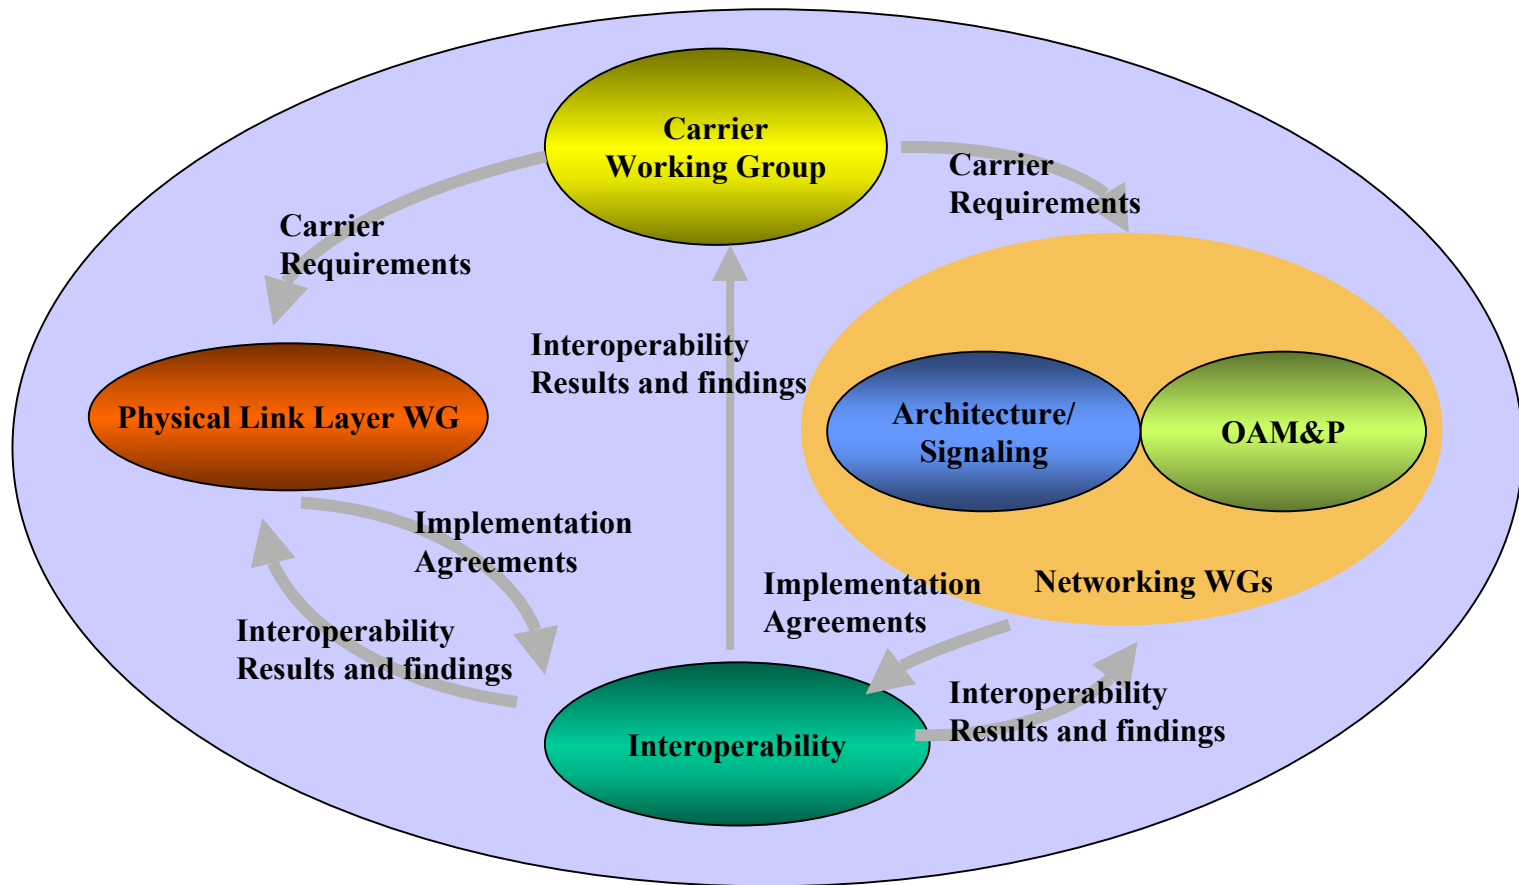 Carrier
Working Group
Carrier
Requirements
Carrier
Requirements
Interoperability
Results and findings
Physical Link Layer WG
Architecture/
Signaling
OAM&P
Implementation
Agreements
Implementation
Agreements
Networking WGs
Interoperability
Results and findings
Interoperability
Results and findings
Interoperability